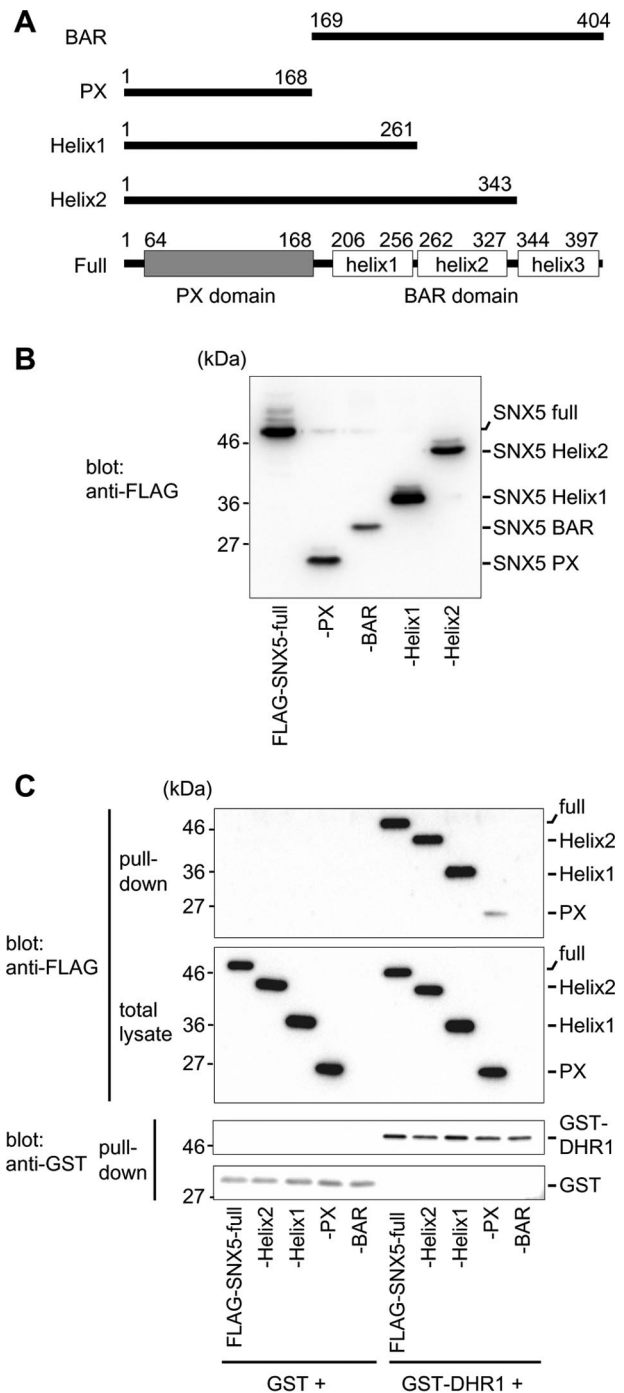 A
BAR 169 404
PX 1 168
Helix1 1 261
Helix2 1 343
1 64 168 206 256 262 327 344 397
Full helix1 helix2 helix3
PX domain BAR domain
B
(kDa)
blot:
anti-FLAG
46
36
27
SNX5 full
SNX5 Helix2
SNX5 Helix1
SNX5 BAR
SNX5 PX
FLAG-SNX5-full
-PX
-BAR
-Helix1
-Helix2
C
(kDa)
blot:
anti-FLAG
pull-
down
46
36
27
full
Helix2
Helix1
PX
total
lysate
46
36
27
full
Helix2
Helix1
PX
blot:
anti-GST
pull-
down
46
GST-
DHR1
27
GST
FLAG-SNX5-full
-Helix2
-Helix1
-PX
-BAR
FLAG-SNX5-full
-Helix2
-Helix1
-PX
-BAR
GST +
GST-DHR1 +